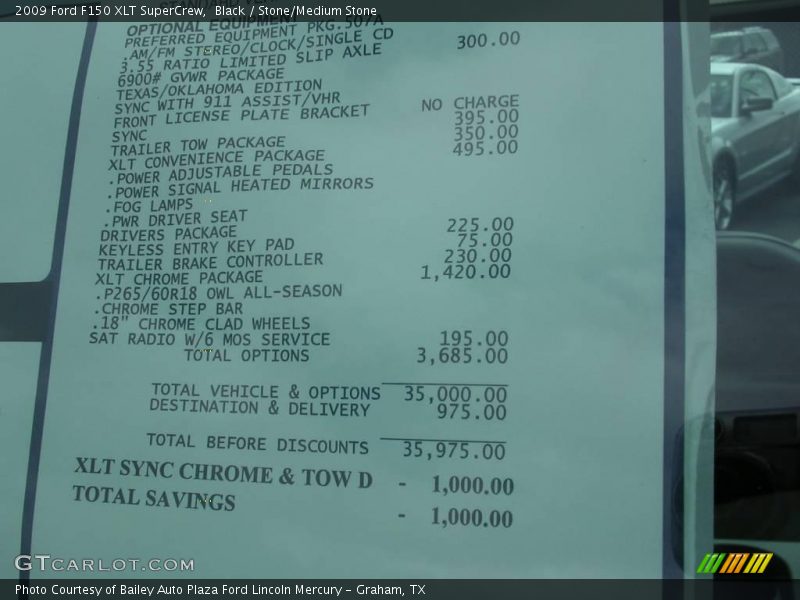 2009 Ford F150 XLT SuperCrew,  Black / Stone/Medium Stone
OPTIONAL EQUIPMENT
PREFERRED EQUIPMENT PKG.507A
.AM/FM STEREO/CLOCK/SINGLE CD
3.55 RATIO LIMITED SLIP AXLE 300.00
6900# GVWR PACKAGE
TEXAS/OKLAHOMA EDITION
SYNC WITH 911 ASSIST/VHR
FRONT LICENSE PLATE BRACKET NO CHARGE
SYNC 395.00
TRAILER TOW PACKAGE 350.00
XLT CONVENIENCE PACKAGE 495.00
.POWER ADJUSTABLE PEDALS
.POWER SIGNAL HEATED MIRRORS
.FOG LAMPS
.PWR DRIVER SEAT
DRIVERS PACKAGE 225.00
KEYLESS ENTRY KEY PAD 75.00
TRAILER BRAKE CONTROLLER 230.00
XLT CHROME PACKAGE 1,420.00
.P265/60R18 OWL ALL-SEASON
.CHROME STEP BAR
.18" CHROME CLAD WHEELS
SAT RADIO W/6 MOS SERVICE 195.00
TOTAL OPTIONS 3,685.00
TOTAL VEHICLE & OPTIONS 35,000.00
DESTINATION & DELIVERY 975.00
TOTAL BEFORE DISCOUNTS 35,975.00
XLT SYNC CHROME & TOW D - 1,000.00
TOTAL SAVINGS - 1,000.00
GTCARLOT.COM
Photo Courtesy of Bailey Auto Plaza Ford Lincoln Mercury - Graham, TX